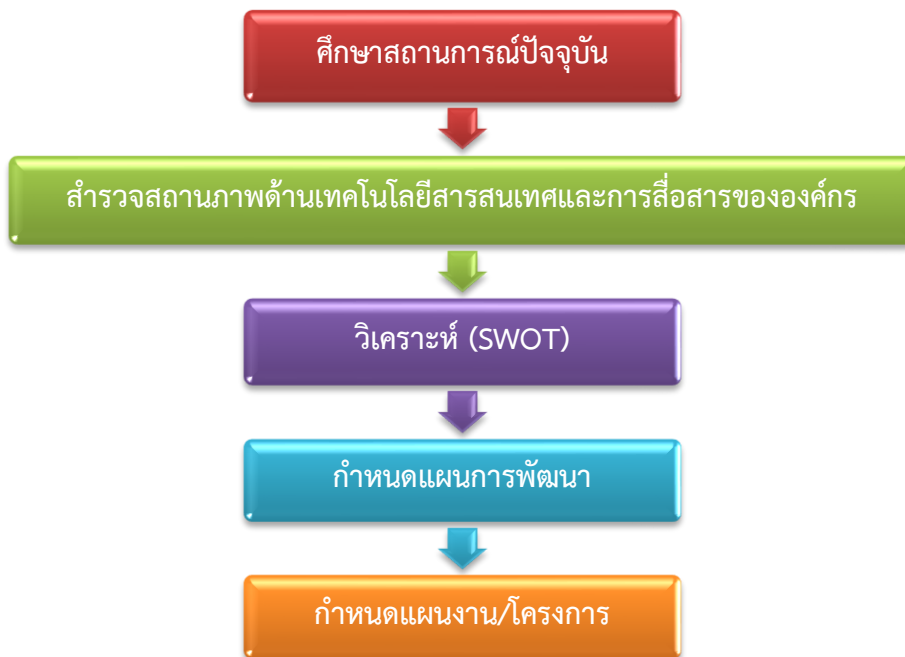 ศึกษาสถานการณ์ปัจจุบัน
สำรวจสถานภาพด้านเทคโนโลยีสารสนเทศและการสื่อสารขององค์กร
วิเคราะห์ (SWOT)
กำหนดแผนการพัฒนา
กำหนดแผนงาน/โครงการ